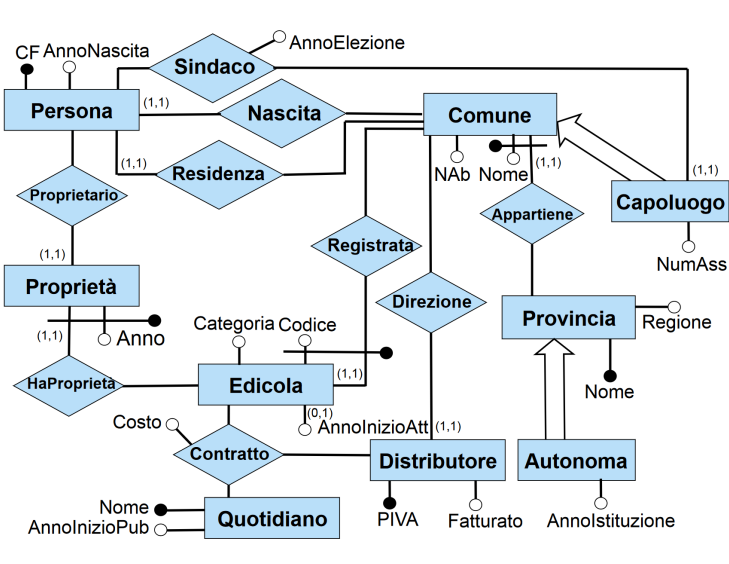 AnnoElezione
CF AnnoNascita
Sindaco
Persona
(1,1)
Nascita
Comune
(1,1)
Residenza
NAb
Nome
(1,1)
(1,1)
Proprietario
Appartiene
Capoluogo
Registrata
(1,1)
NumAss
Proprietà
Direzione
Provincia
Regione
Anno
(1,1)
Categoria
Codice
HaProprietà
Edicola
(1,1)
Nome
(0,1)
Costo
AnnoInizioAtt
(1,1)
Contratto
Distributore
Autonoma
Nome
Quotidiano
PIVA
Fatturato
AnnoIstituzione
AnnoInizioPub